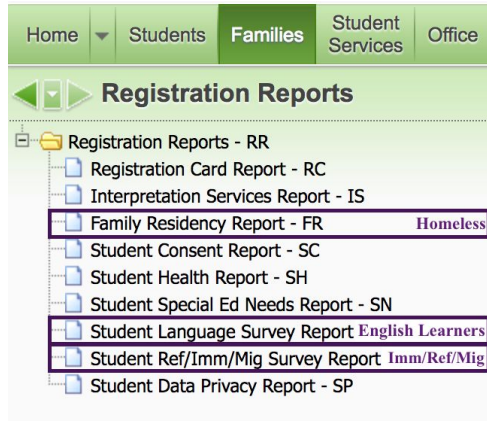 Home Students Families Student Services Office
Registration Reports
Registration Reports - RR
Registration Card Report - RC
Interpretation Services Report - IS
Family Residency Report - FR Homeless
Student Consent Report - SC
Student Health Report - SH
Student Special Ed Needs Report - SN
Student Language Survey Report English Learners
Student Ref/Imm/Mig Survey Report Imm/Ref/Mig
Student Data Privacy Report - SP